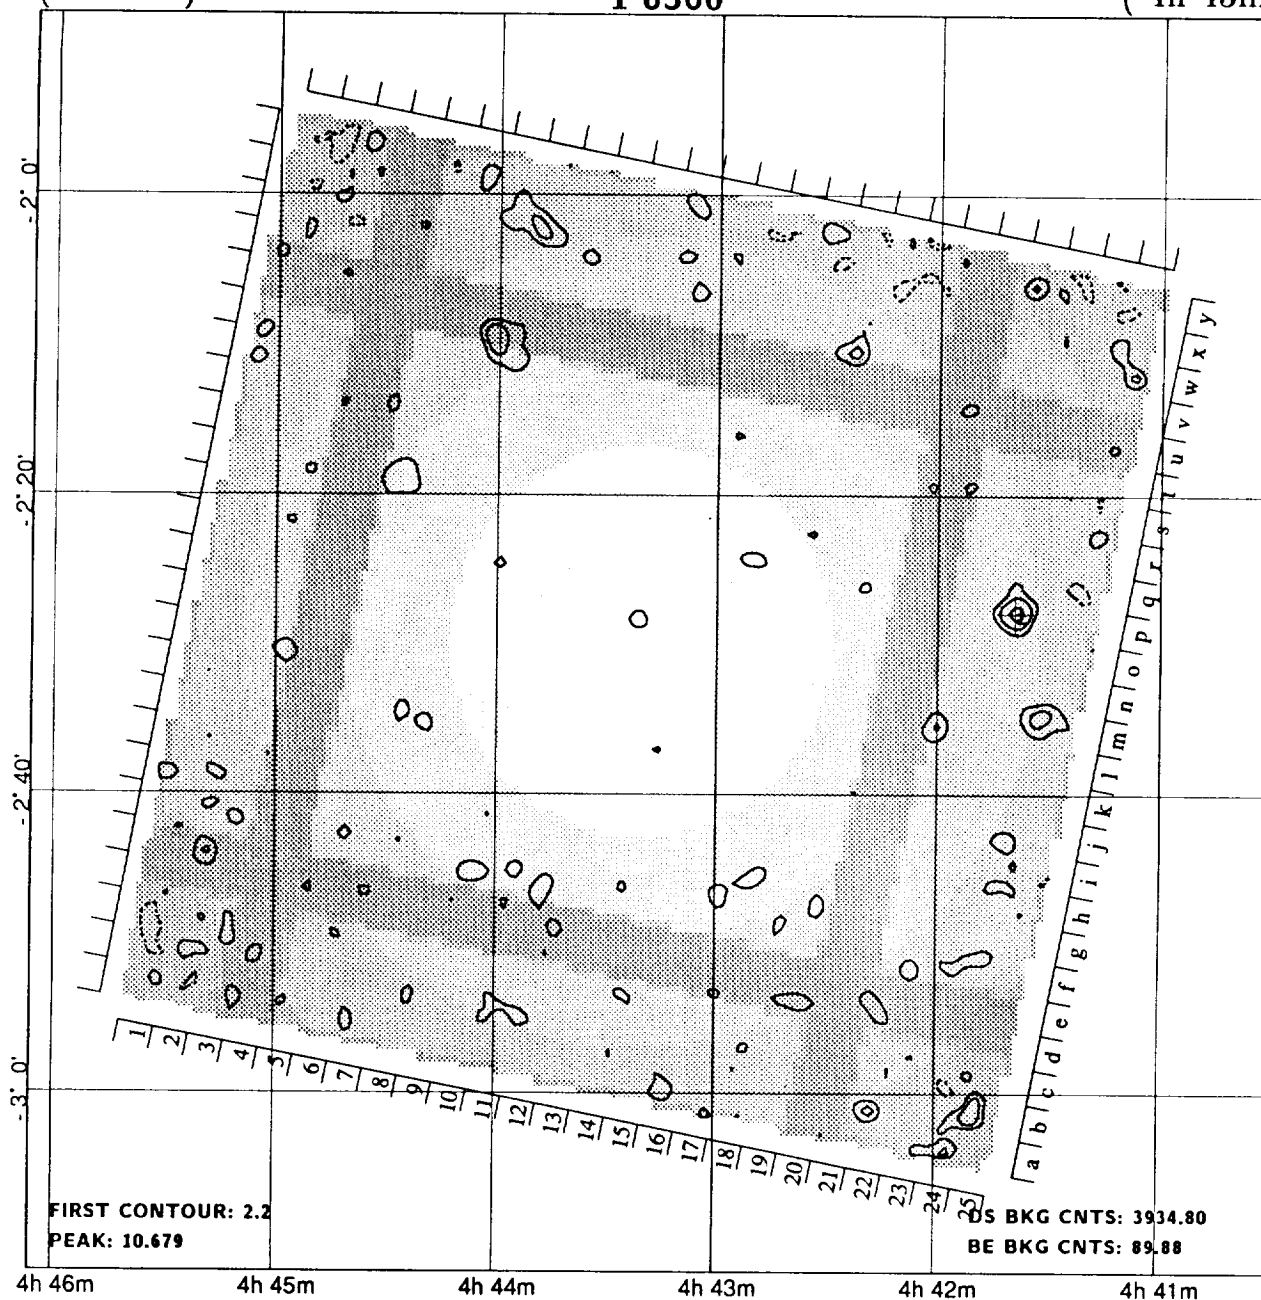 I 8300
-2° 0'
-2° 20'
-2° 40'
-3° 0'
y
x
w
v
u
t
s
r
q
p
o
n
m
l
k
j
i
h
g
f
e
d
c
b
a
1 2 3 4 5 6 7 8 9 10 11 12 13 14 15 16 17 18 19 20 21 22 23 24 25
FIRST CONTOUR: 2.2
PEAK: 10.679
DS BKG CNTS: 3934.80
BE BKG CNTS: 89.88
4h 46m 4h 45m 4h 44m 4h 43m 4h 42m 4h 41m